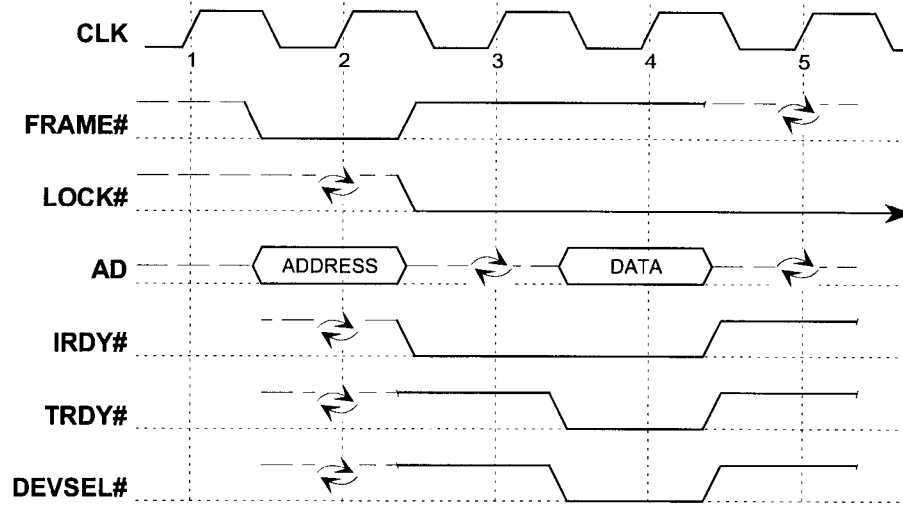 CLK
1 2 3 4 5
FRAME#
LOCK#
AD ADDRESS DATA
IRDY#
TRDY#
DEVSEL#